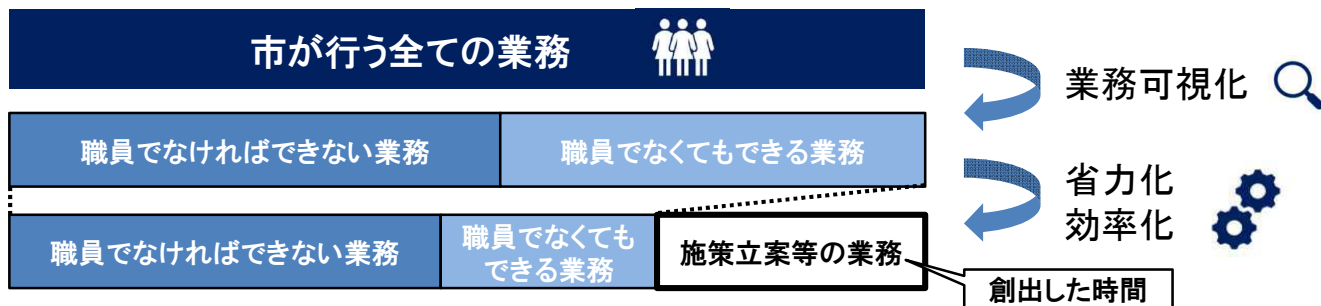 市が行う全ての業務
業務可視化
職員でなければできない業務
職員でなくてもできる業務
省力化
効率化
職員でなければできない業務
職員でなくても
できる業務
施策立案等の業務
創出した時間